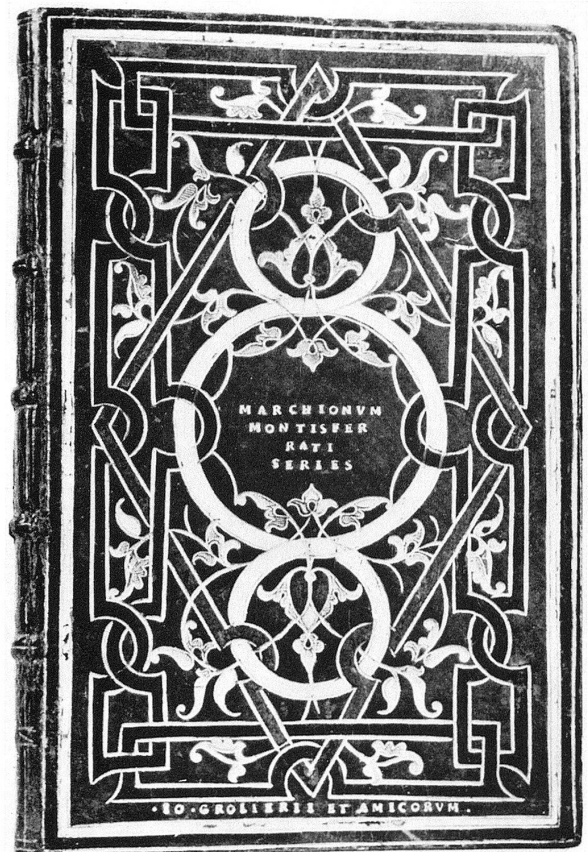 MARCHIONVM
MONTISFER
RATI
SERIES
·IO·GROLIERII ET AMICORVM·